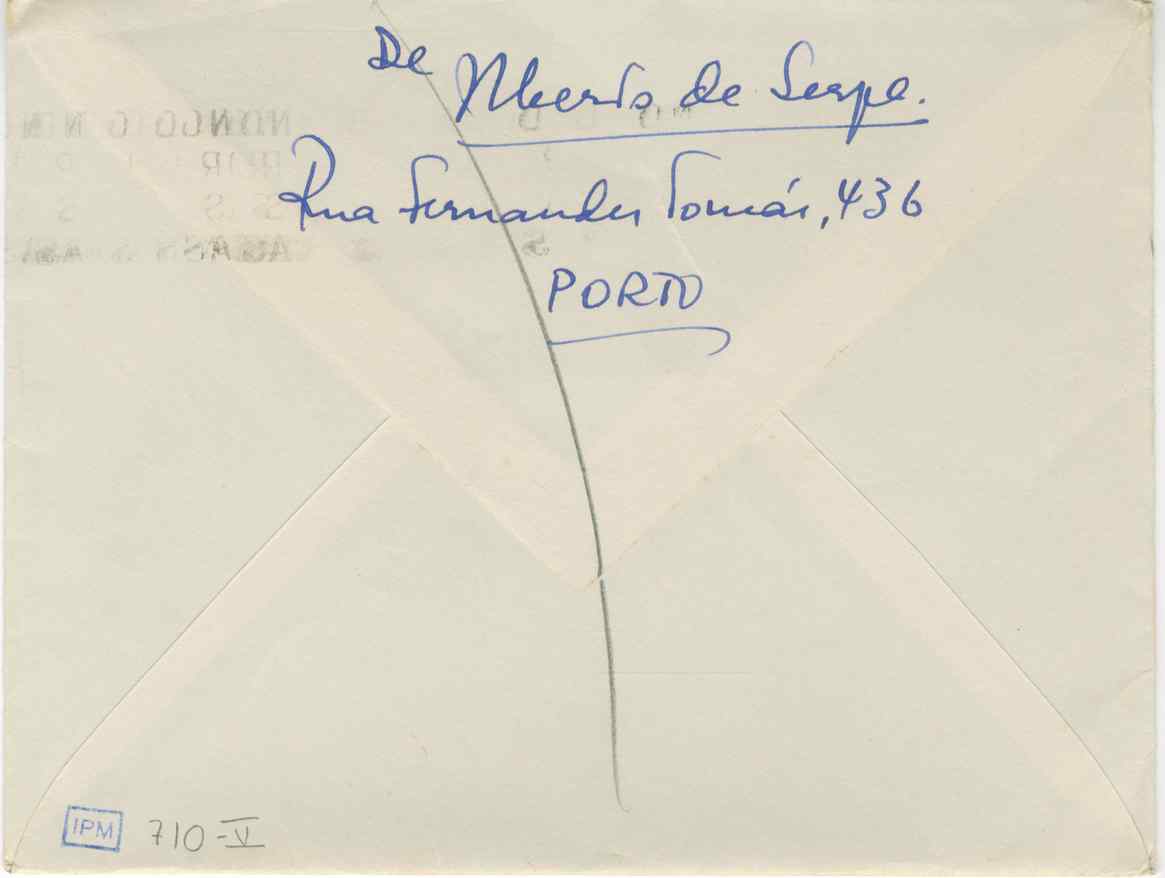 De
Alberto de Serpa.
Rua Fernandes Tomás, 436
PORTO
IPM 710-V